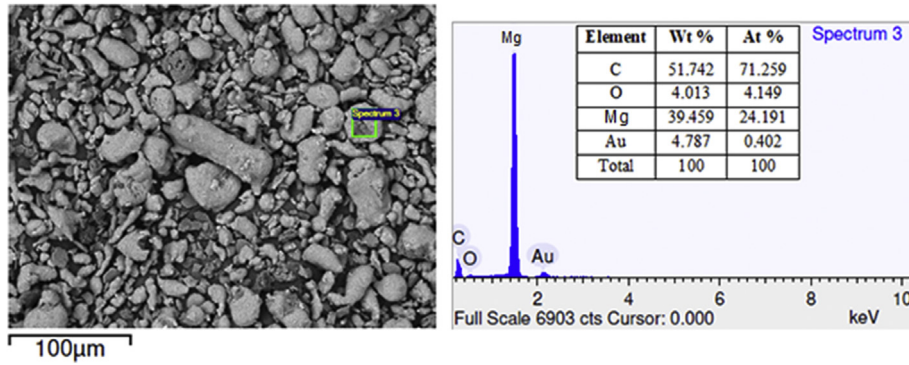 Spectrum 3
100µm
Mg
Spectrum 3
Element Wt % At %
C 51.742 71.259
O 4.013 4.149
Mg 39.459 24.191
Au 4.787 0.402
Total 100 100
C
O
Au
2 4 6 8 10
Full Scale 6903 cts Cursor: 0.000 keV